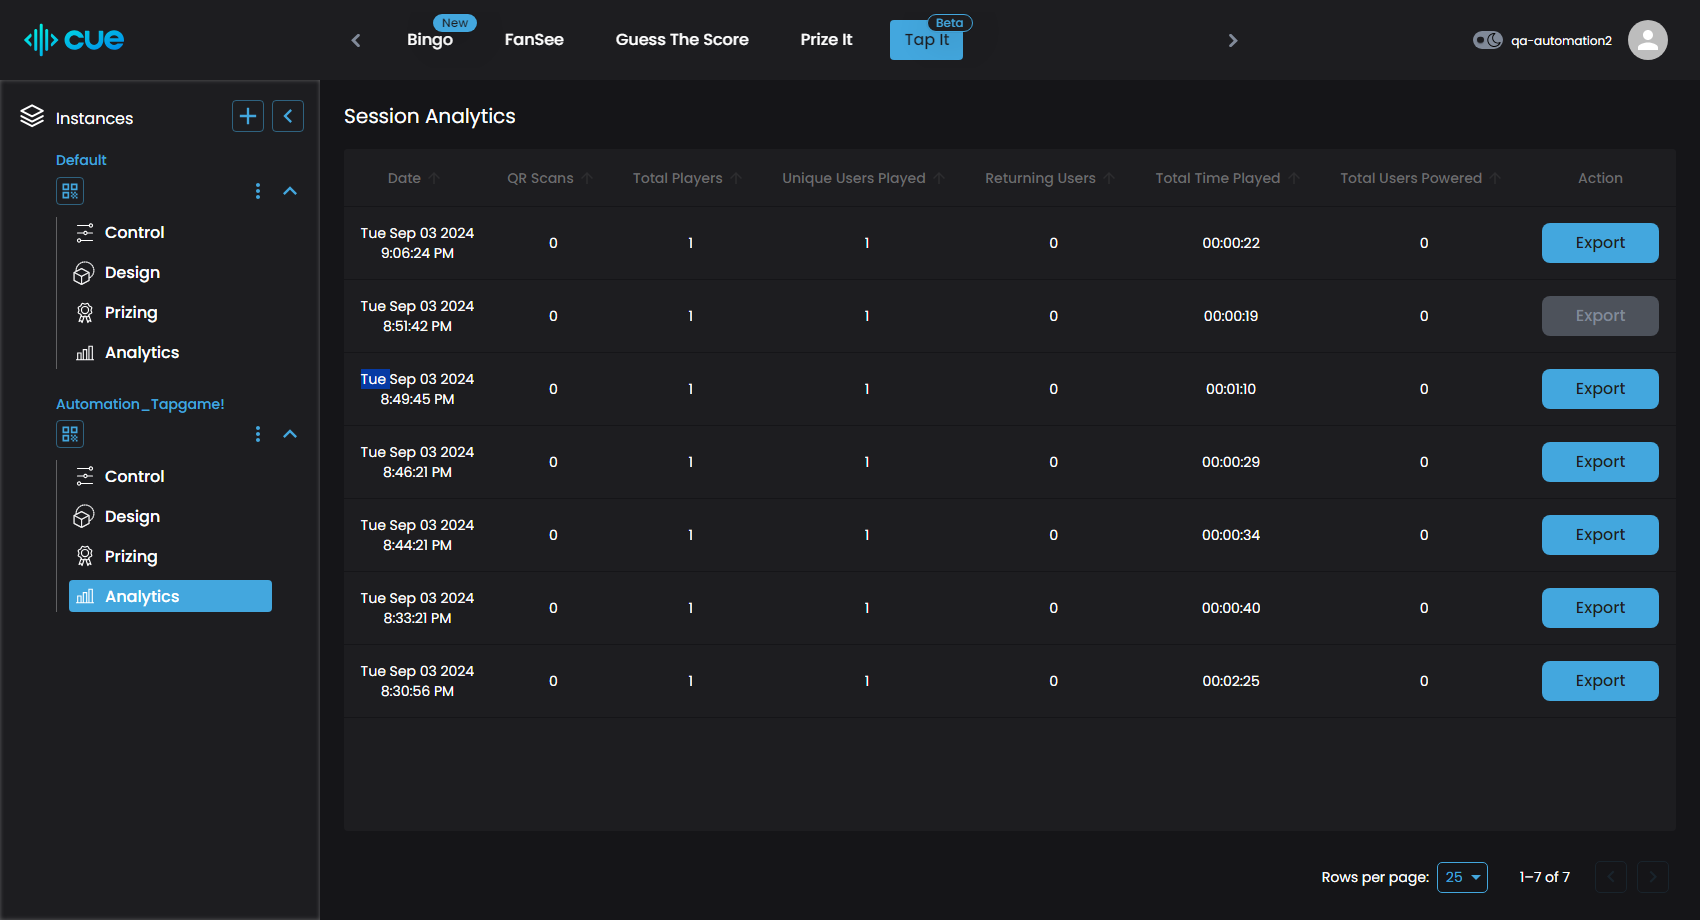 cue
Bingo
New
FanSee
Guess The Score
Prize It
Tap It
Beta
qa-automation2
Instances
Default
Control
Design
Prizing
Analytics
Automation_Tapgame!
Control
Design
Prizing
Analytics
Session Analytics
Date QR Scans Total Players Unique Users Played Returning Users Total Time Played Total Users Powered Action
Tue Sep 03 2024
9:06:24 PM
0 1 1 0 00:00:22 0 Export
Tue Sep 03 2024
8:51:42 PM
0 1 1 0 00:00:19 0 Export
Tue Sep 03 2024
8:49:45 PM
0 1 1 0 00:01:10 0 Export
Tue Sep 03 2024
8:46:21 PM
0 1 1 0 00:00:29 0 Export
Tue Sep 03 2024
8:44:21 PM
0 1 1 0 00:00:34 0 Export
Tue Sep 03 2024
8:33:21 PM
0 1 1 0 00:00:40 0 Export
Tue Sep 03 2024
8:30:56 PM
0 1 1 0 00:02:25 0 Export
Rows per page: 25 1–7 of 7